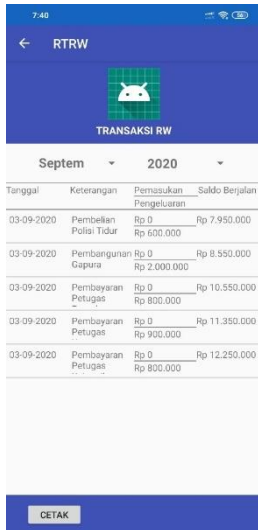 7:40
RTRW
TRANSAKSI RW
Septem 2020
Tanggal Keterangan Pemasukan Saldo Berjalan
Pengeluaran
03-09-2020 Pembelian Rp 0 Rp 7.950.000
Polisi Tidur Rp 600.000
03-09-2020 Pembangunan Rp 0 Rp 8.550.000
Gapura Rp 2.000.000
03-09-2020 Pembayaran Rp 0 Rp 10.550.000
Petugas Rp 800.000
03-09-2020 Pembayaran Rp 0 Rp 11.350.000
Petugas Rp 900.000
03-09-2020 Pembayaran Rp 0 Rp 12.250.000
Petugas Rp 800.000
CETAK